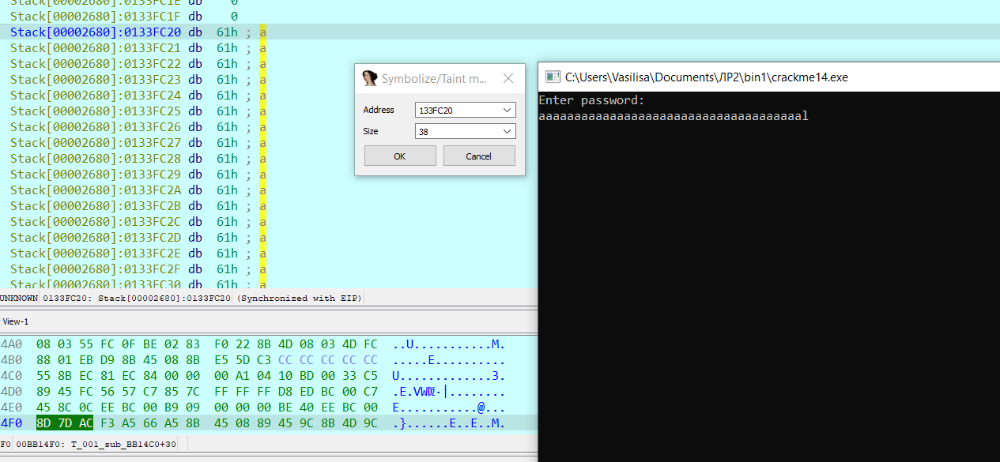 Stack[00002680]:0133FC1E db 0
Stack[00002680]:0133FC1F db 0
Stack[00002680]:0133FC20 db 61h ; a
Stack[00002680]:0133FC21 db 61h ; a
Stack[00002680]:0133FC22 db 61h ; a
Stack[00002680]:0133FC23 db 61h ; a
Stack[00002680]:0133FC24 db 61h ; a
Stack[00002680]:0133FC25 db 61h ; a
Stack[00002680]:0133FC26 db 61h ; a
Stack[00002680]:0133FC27 db 61h ; a
Stack[00002680]:0133FC28 db 61h ; a
Stack[00002680]:0133FC29 db 61h ; a
Stack[00002680]:0133FC2A db 61h ; a
Stack[00002680]:0133FC2B db 61h ; a
Stack[00002680]:0133FC2C db 61h ; a
Stack[00002680]:0133FC2D db 61h ; a
Stack[00002680]:0133FC2E db 61h ; a
Stack[00002680]:0133FC2F db 61h ; a
Stack[00002680]:0133FC30 db 61h ; a
UNKNOWN 0133FC20: Stack[00002680]:0133FC20 (Synchronized with EIP)
View-1
4A0 08 03 55 FC 0F BE 02 83 F0 22 8B 4D 08 03 4D FC ..U...........M.
4B0 88 01 EB D9 8B 45 08 8B E5 5D C3 CC CC CC CC CC .....E..........
4C0 55 8B EC 81 EC 84 00 00 00 A1 04 10 BD 00 33 C5 U.............3.
4D0 89 45 FC 56 57 C7 85 7C FF FF FF D8 ED BC 00 C7 .E.VWǅ·|........
4E0 45 8C 0C EE BC 00 B9 09 00 00 00 BE 40 EE BC 00 E...........@...
4F0 8D 7D AC F3 A5 66 A5 8B 45 08 89 45 9C 8B 4D 9C .}......E..E..M.
F0 00BB14F0: T_001_sub_BB14C0+30
Symbolize/Taint m...
Address 133FC20
Size 38
OK Cancel
C:\Users\Vasilisa\Documents\ЛР2\bin1\crackme14.exe
Enter password:
aaaaaaaaaaaaaaaaaaaaaaaaaaaaaaaaaaaaal